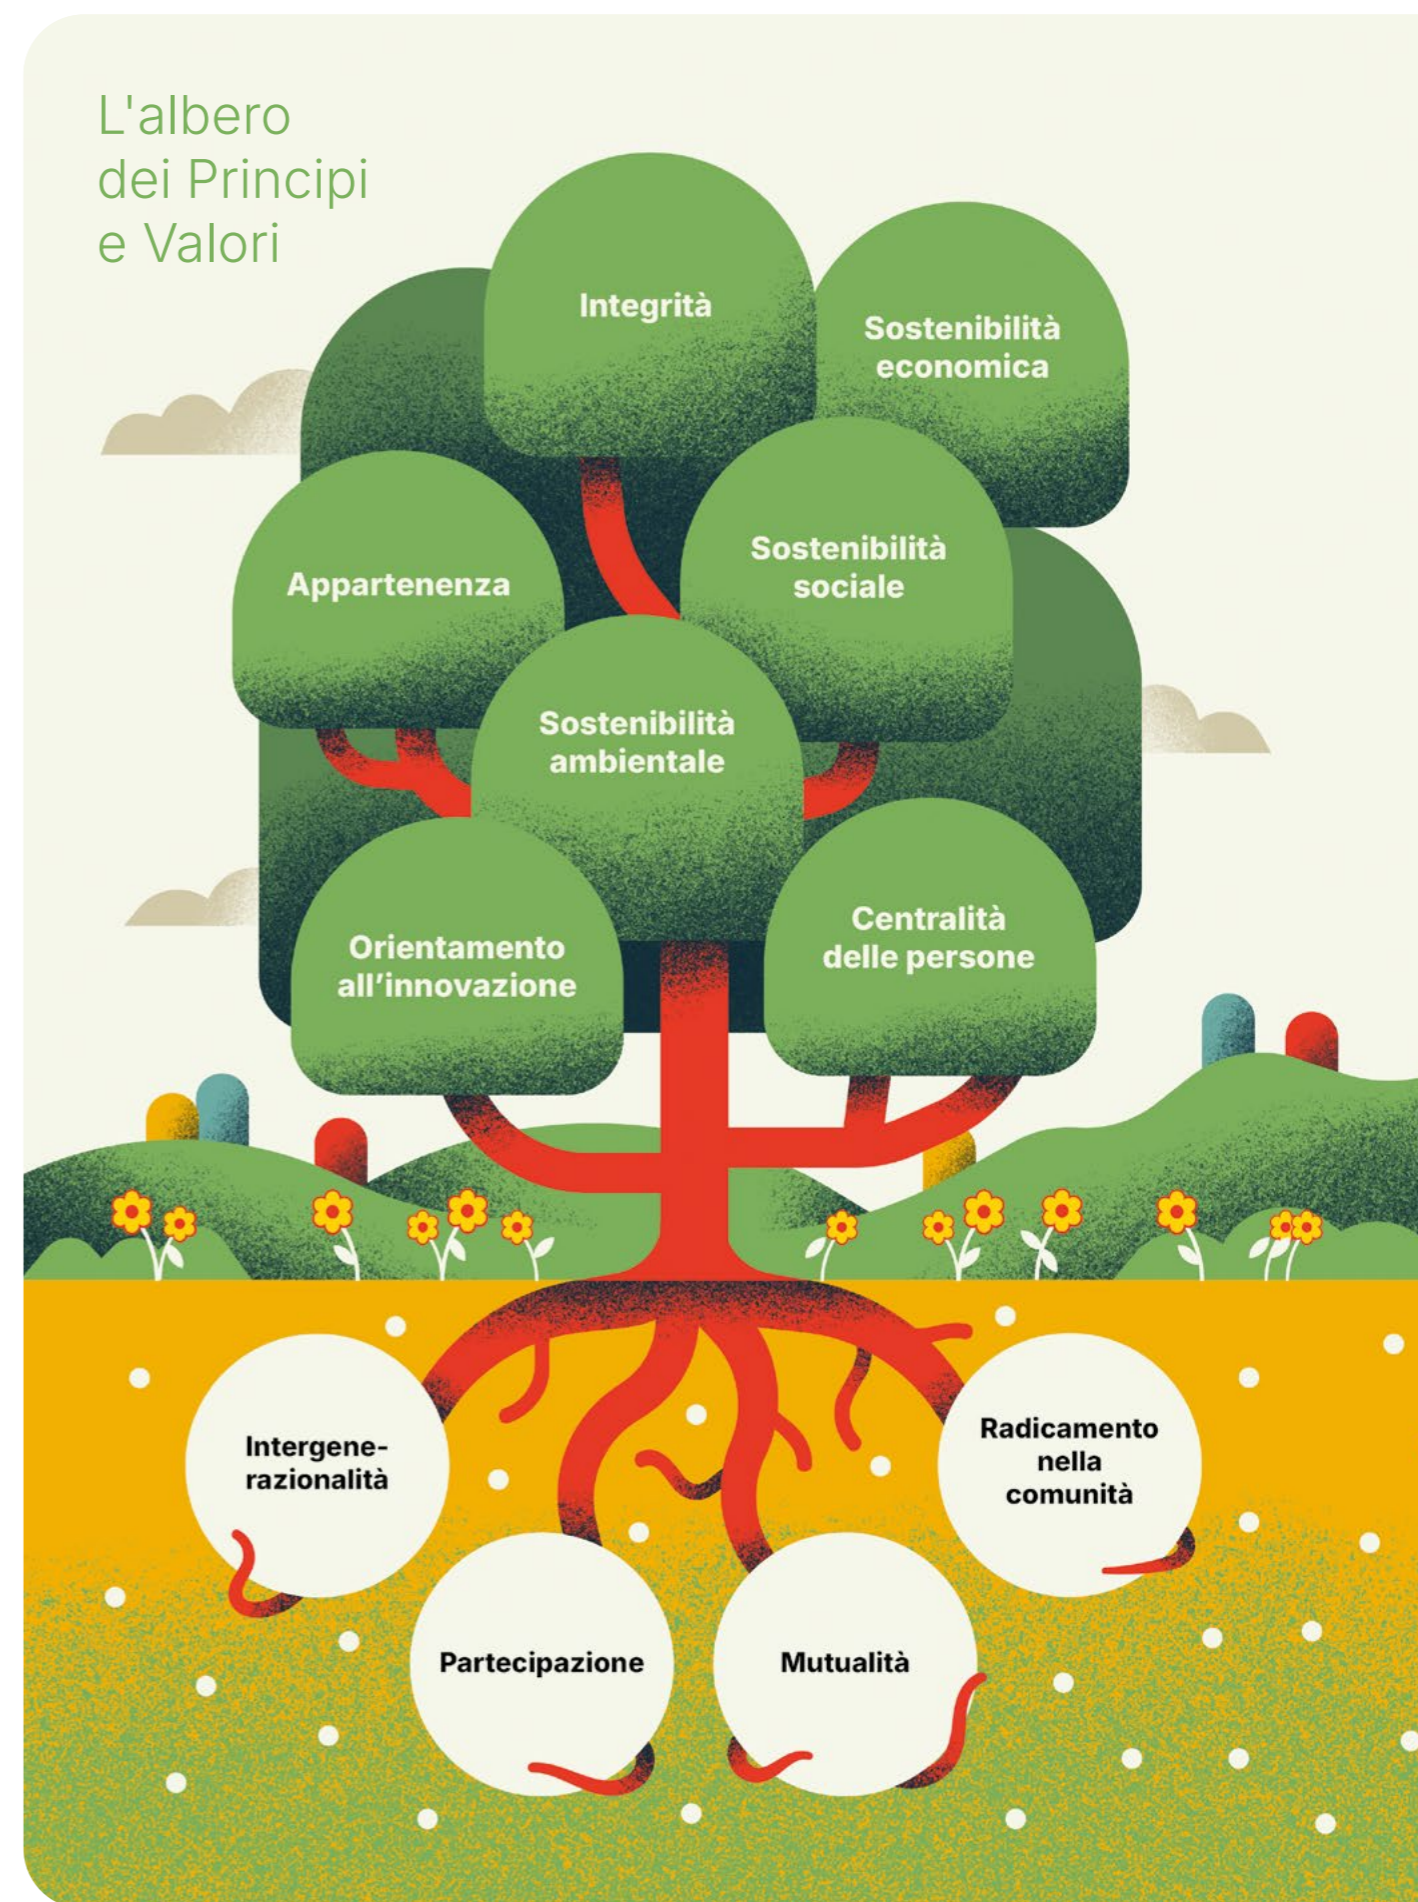 L'albero
dei Principi
e Valori
Integrità
Sostenibilità
economica
Appartenenza
Sostenibilità
sociale
Sostenibilità
ambientale
Orientamento
all’innovazione
Centralità
delle persone
Intergene-
razionalità
Radicamento
nella
comunità
Partecipazione
Mutualità